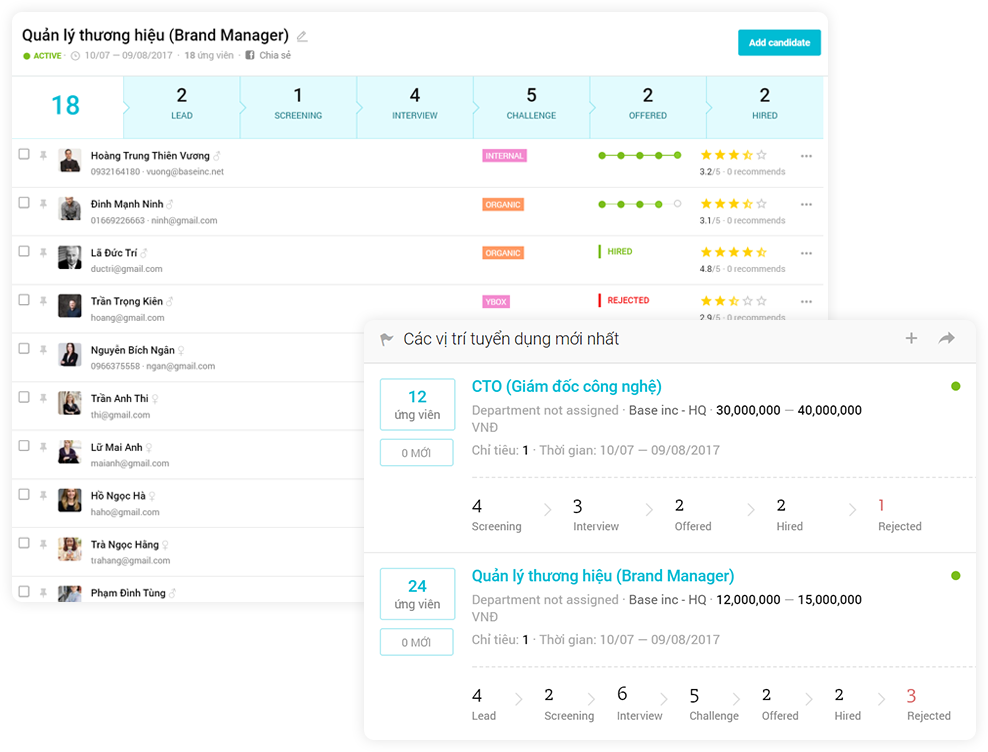 Quản lý thương hiệu (Brand Manager)
Add candidate
ACTIVE · 10/07 — 09/08/2017 · 18 ứng viên · Chia sẻ
18
2
1
4
5
2
2
LEAD
SCREENING
INTERVIEW
CHALLENGE
OFFERED
HIRED
Hoàng Trung Thiên Vương
INTERNAL
0932164180 · vuong@baseinc.net
3.2/5 · 0 recommends
Đinh Mạnh Ninh
ORGANIC
01669226663 · ninh@gmail.com
3.1/5 · 0 recommends
Lã Đức Trí
ORGANIC
HIRED
ductri@gmail.com
4.8/5 · 0 recommends
Trần Trọng Kiên
YBOX
REJECTED
hoang@gmail.com
2.9/5 · 0 recommends
Nguyễn Bích Ngân
0966375558 · ngan@gmail.com
Trần Anh Thi
thi@gmail.com
Lữ Mai Anh
maianh@gmail.com
Hồ Ngọc Hà
haho@gmail.com
Trà Ngọc Hằng
trahang@gmail.com
Phạm Đình Tùng
Các vị trí tuyển dụng mới nhất
12
ứng viên
0 MỚI
CTO (Giám đốc công nghệ)
Department not assigned · Base inc - HQ · 30,000,000 — 40,000,000
VNĐ
Chỉ tiêu: 1 · Thời gian: 10/07 — 09/08/2017
4
3
2
2
1
Screening
Interview
Offered
Hired
Rejected
24
ứng viên
0 MỚI
Quản lý thương hiệu (Brand Manager)
Department not assigned · Base inc - HQ · 12,000,000 — 15,000,000
VNĐ
Chỉ tiêu: 1 · Thời gian: 10/07 — 09/08/2017
4
2
6
5
2
2
3
Lead
Screening
Interview
Challenge
Offered
Hired
Rejected